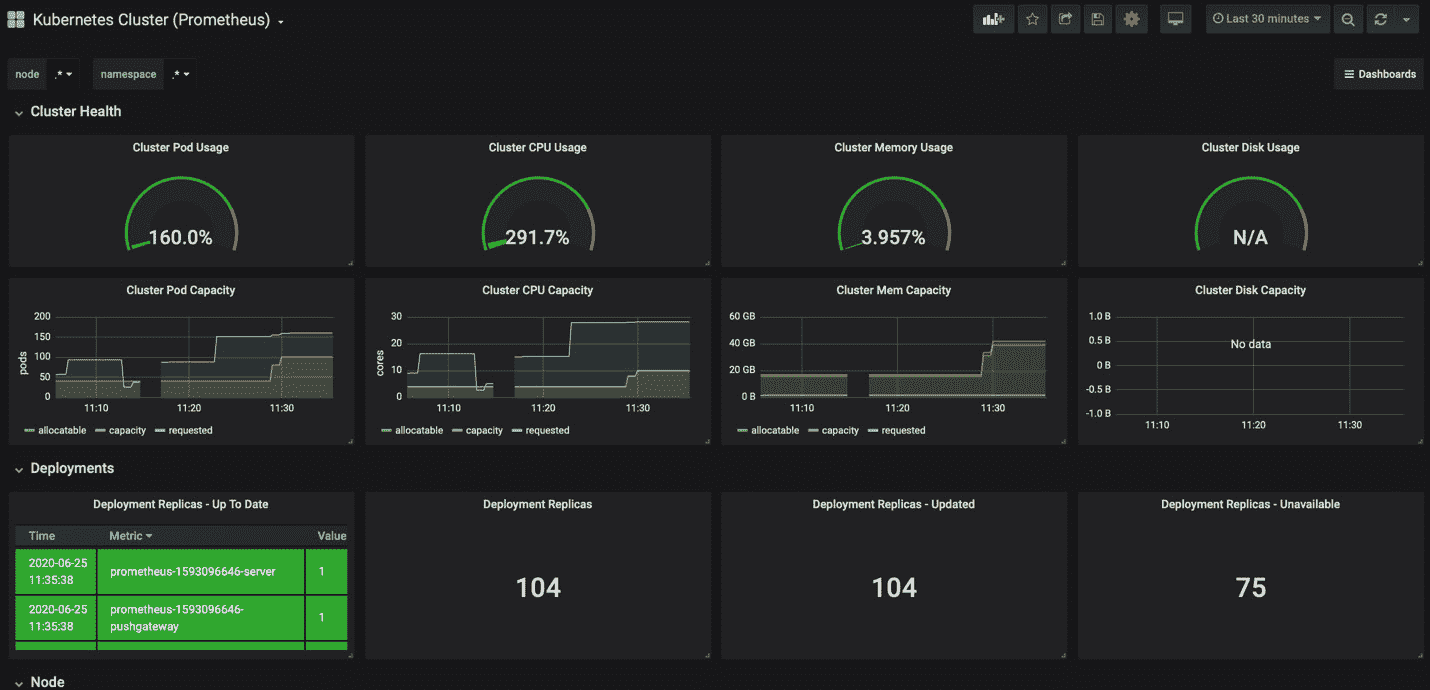 Kubernetes Cluster (Prometheus)
Last 30 minutes
node .*
namespace .*
Dashboards
Cluster Health
Cluster Pod Usage
160.0%
Cluster CPU Usage
291.7%
Cluster Memory Usage
3.957%
Cluster Disk Usage
N/A
Cluster Pod Capacity
pods
200
150
100
50
0
11:10 11:20 11:30
allocatable capacity requested
Cluster CPU Capacity
cores
30
20
10
0
11:10 11:20 11:30
allocatable capacity requested
Cluster Mem Capacity
60 GB
40 GB
20 GB
0 B
11:10 11:20 11:30
allocatable capacity requested
Cluster Disk Capacity
1.0 B
0.5 B
0 B
-0.5 B
-1.0 B
No data
11:10 11:20 11:30
Deployments
Deployment Replicas - Up To Date
Time Metric Value
2020-06-25
11:35:38
prometheus-1593096646-server
1
2020-06-25
11:35:38
prometheus-1593096646-
pushgateway
1
Deployment Replicas
104
Deployment Replicas - Updated
104
Deployment Replicas - Unavailable
75
Node